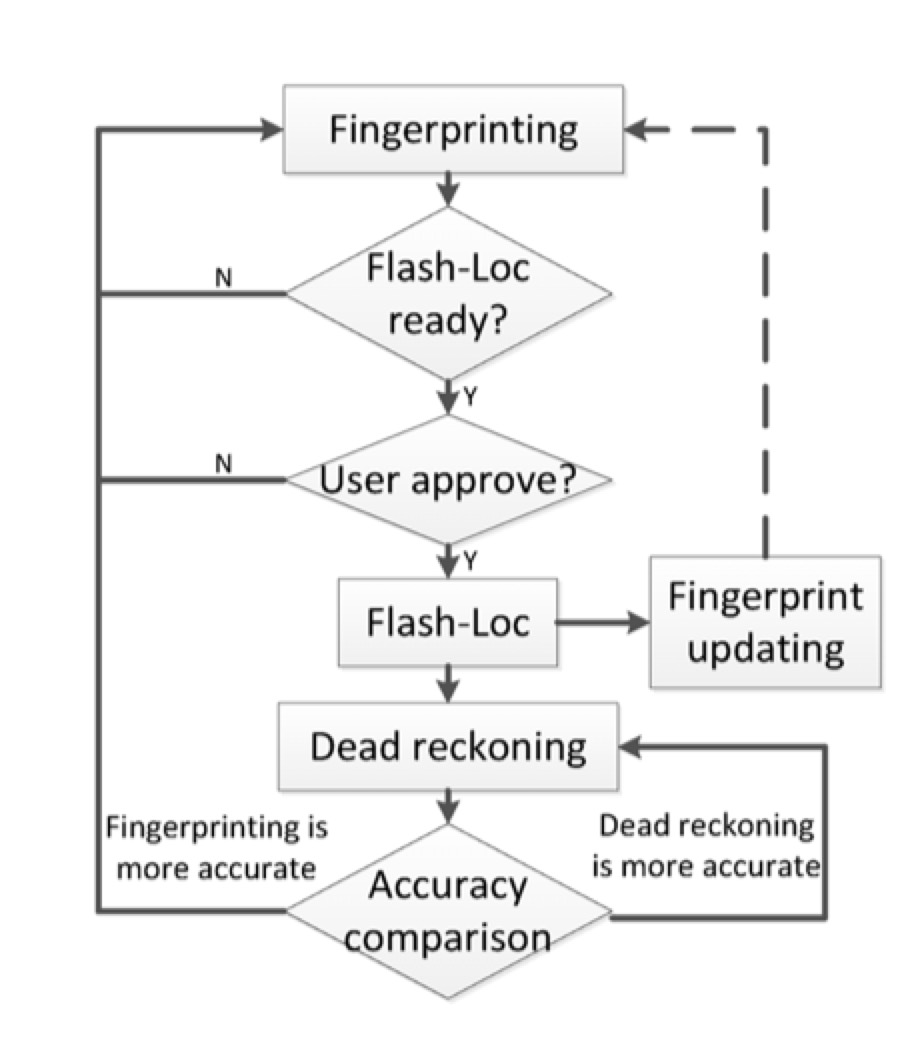 Fingerprinting
Flash-Loc
ready?
N
Y
User approve?
N
Y
Flash-Loc
Fingerprint
updating
Dead reckoning
Fingerprinting is
more accurate
Dead reckoning
is more accurate
Accuracy
comparison